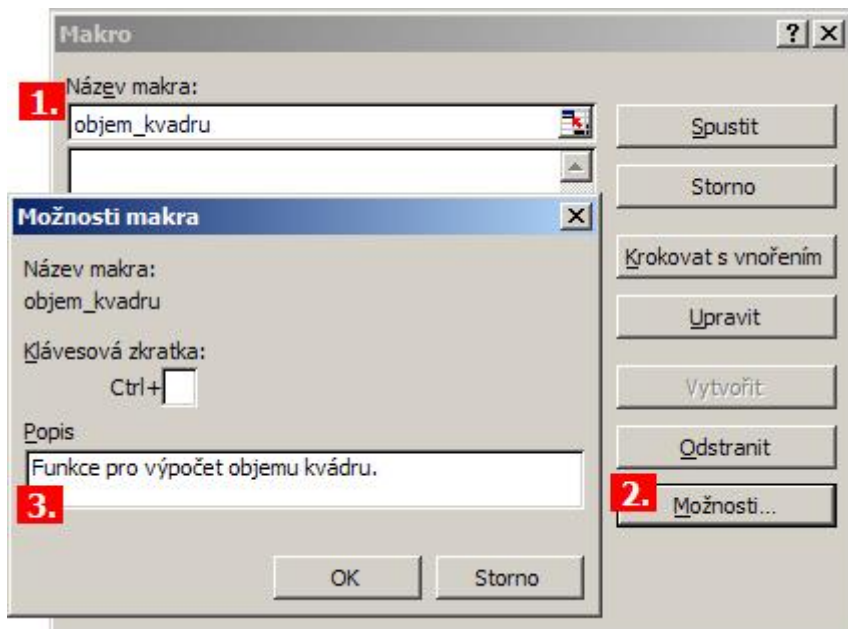 Makro
Název makra:
1.
objem_kvadru
Spustit
Storno
Možnosti makra
Název makra:
objem_kvadru
Krokovat s vnořením
Upravit
Klávesová zkratka:
Ctrl+
Vytvořit
Popis
Odstranit
Funkce pro výpočet objemu kvádru.
3.
2.
Možnosti...
OK
Storno